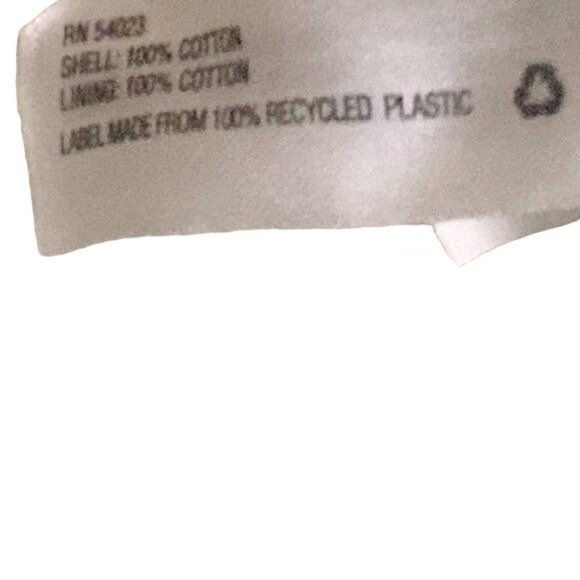 RN 54023
SHELL: 100% COTTON
LINING: 100% COTTON
LABEL MADE FROM 100% RECYCLED PLASTIC